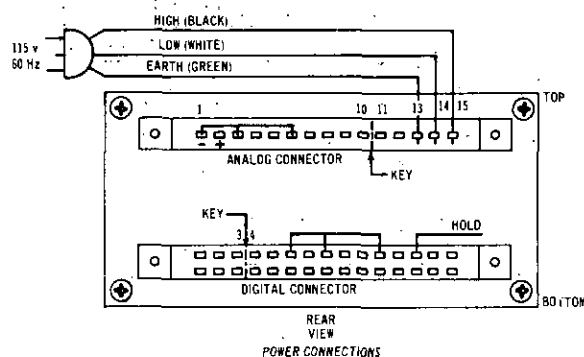 HIGH (BLACK)
115 v
60 Hz
LOW (WHITE)
EARTH (GREEN)
TOP
1 10 11 13 14 15
- +
ANALOG CONNECTOR
KEY
KEY
3 4
HOLD
DIGITAL CONNECTOR
BOTTOM
REAR
VIEW
POWER CONNECTIONS